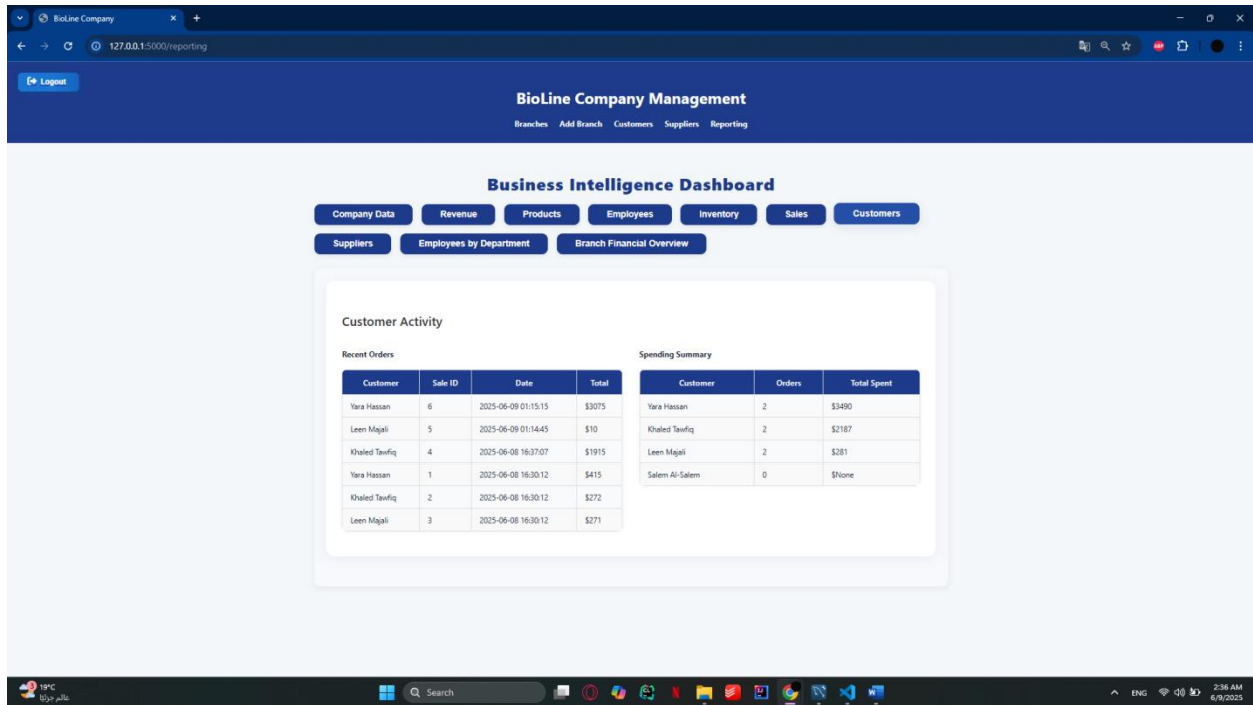 BioLine Company
127.0.0.1:5000/reporting
Logout
BioLine Company Management
Branches Add Branch Customers Suppliers Reporting
Business Intelligence Dashboard
Company Data Revenue Products Employees Inventory Sales Customers
Suppliers Employees by Department Branch Financial Overview
Customer Activity
Recent Orders
Customer Sale ID Date Total
Yara Hassan 6 2025-06-09 01:15:15 $3075
Leen Majali 5 2025-06-09 01:14:45 $10
Khaled Tawfiq 4 2025-06-08 16:37:07 $1915
Yara Hassan 1 2025-06-08 16:30:12 $415
Khaled Tawfiq 2 2025-06-08 16:30:12 $272
Leen Majali 3 2025-06-08 16:30:12 $271
Spending Summary
Customer Orders Total Spent
Yara Hassan 2 $3490
Khaled Tawfiq 2 $2187
Leen Majali 2 $281
Salem Al-Salem 0 $None
19°C
غائم جزئيًا
Search
ENG
2:36 AM
6/9/2025